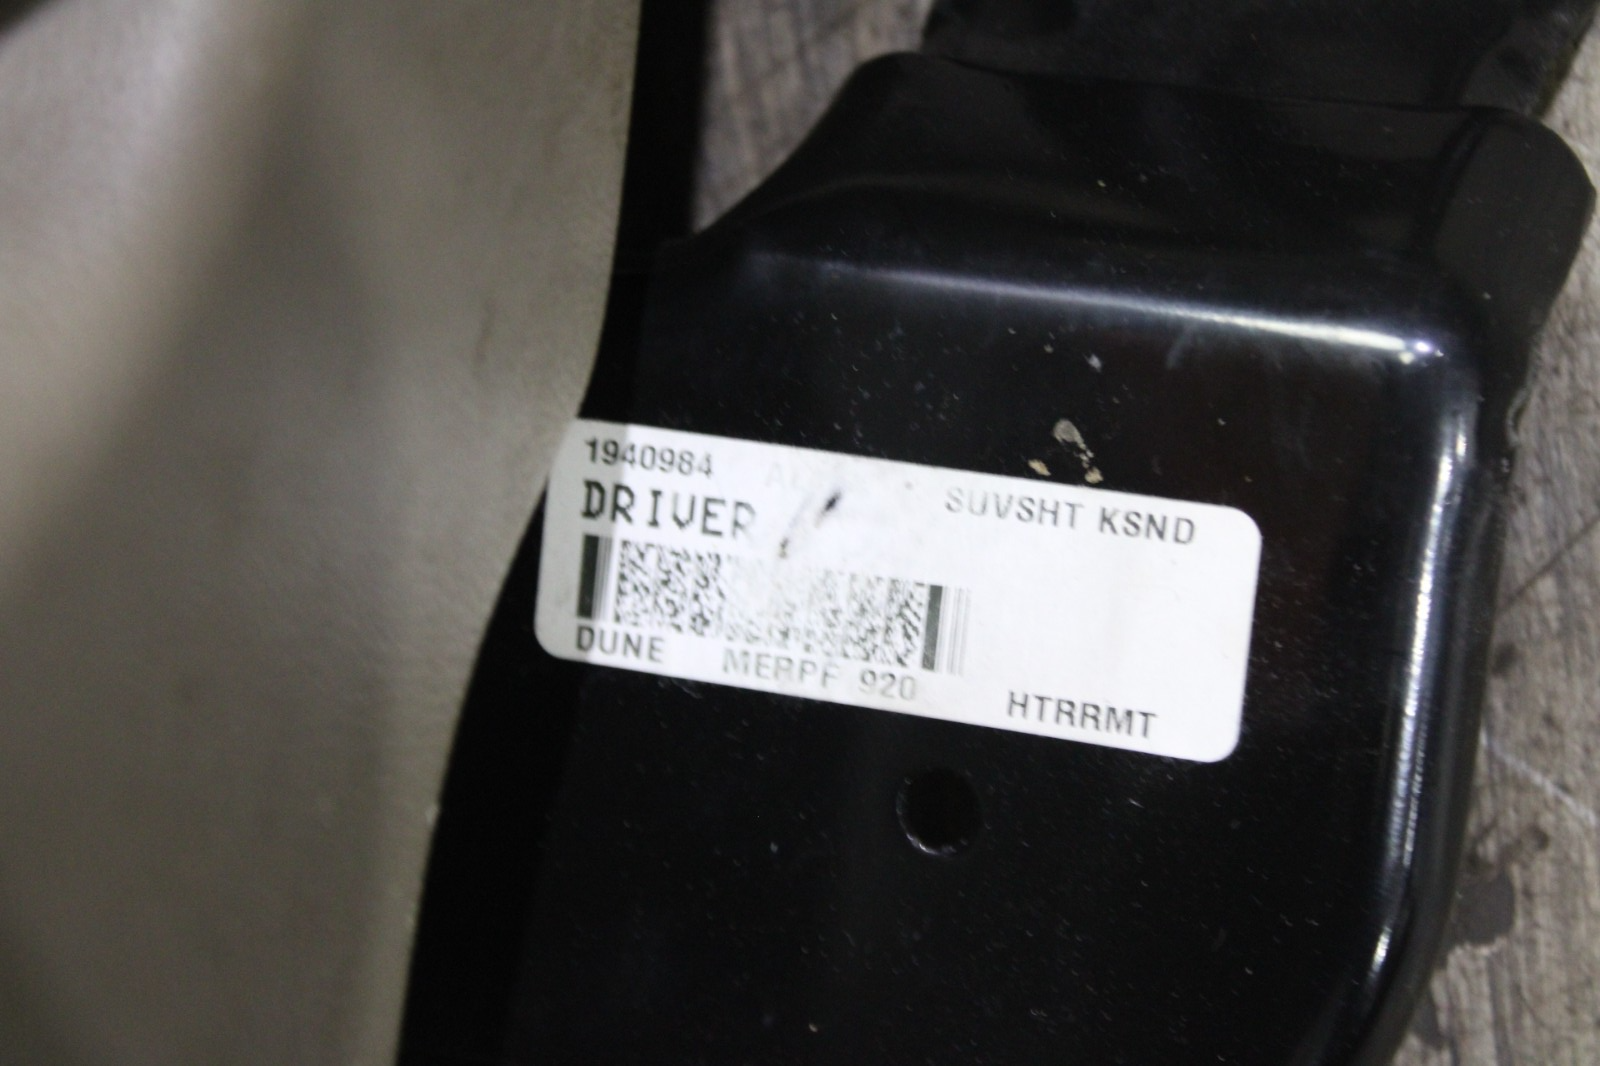 1940984
SUVSHT KSND
DRIVER
DUNE MERPF 920
HTRRMT